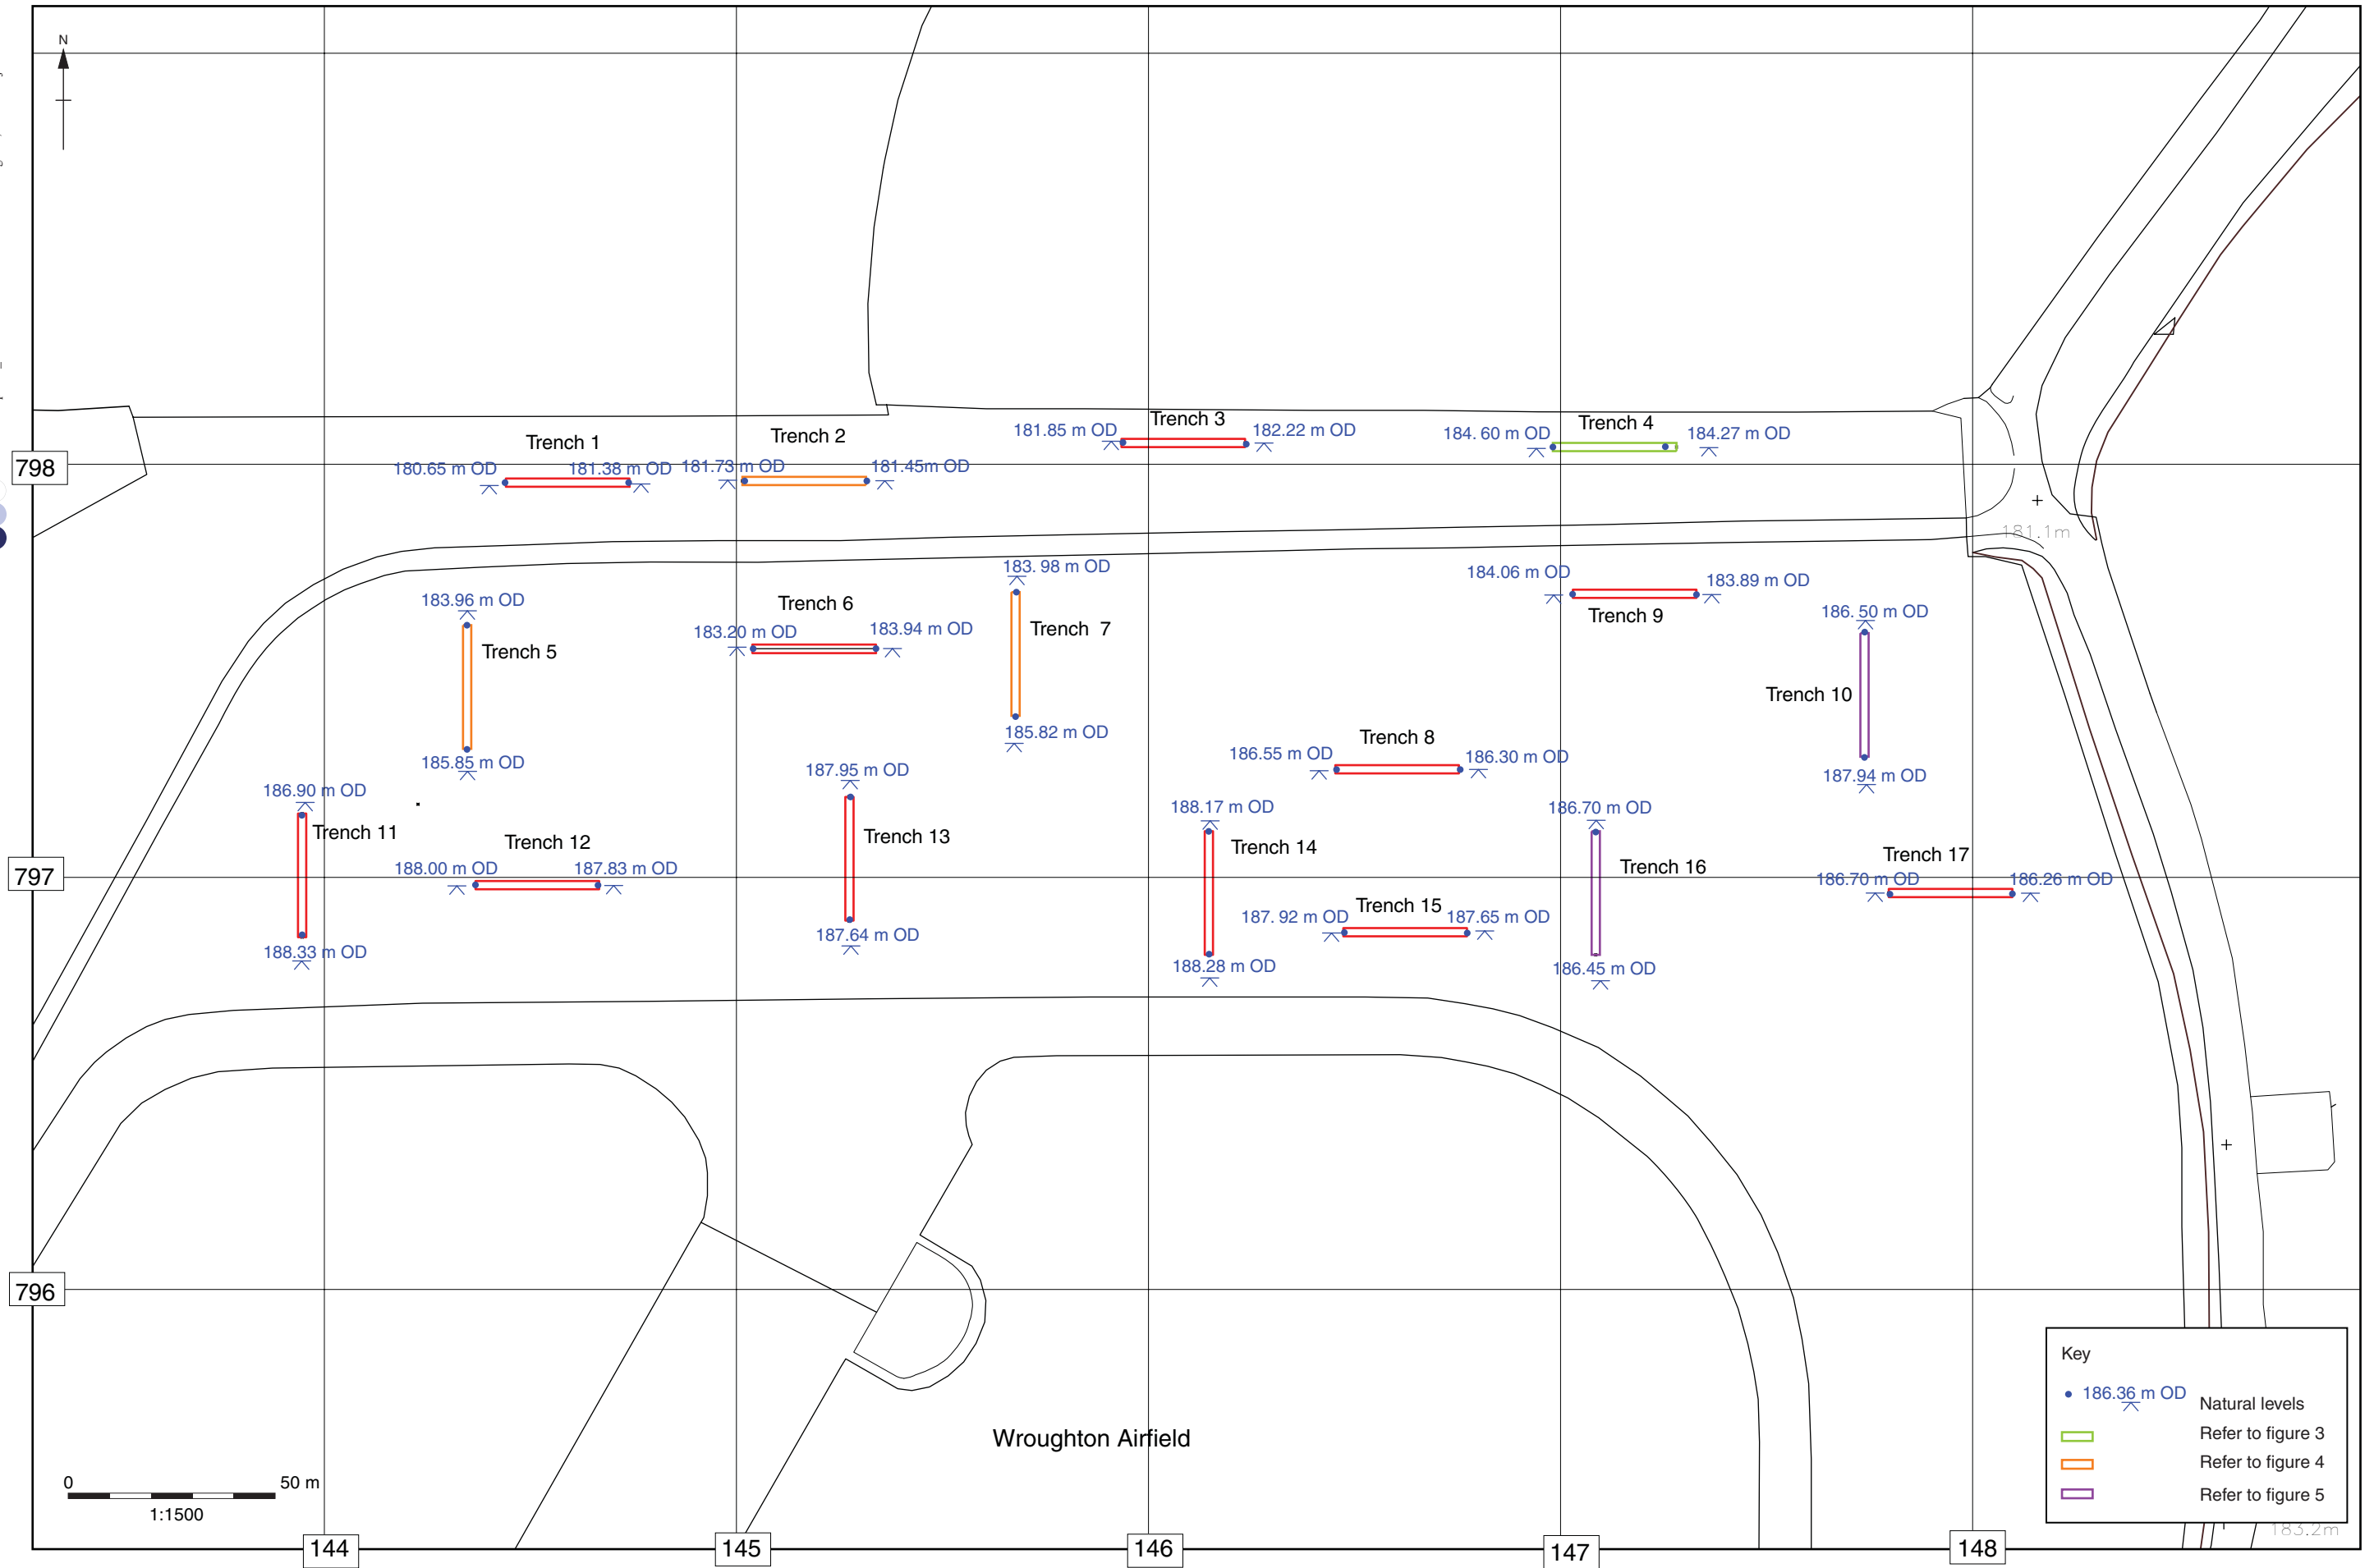 N
Trench 1
180.65 m OD
181.38 m OD
Trench 2
181.73 m OD
181.45m OD
Trench 3
181.85 m OD
182.22 m OD
Trench 4
184. 60 m OD
184.27 m OD
798
181.1m
183.96 m OD
Trench 5
185.85 m OD
Trench 6
183.20 m OD
183.94 m OD
183. 98 m OD
Trench 7
185.82 m OD
184.06 m OD
183.89 m OD
Trench 9
186. 50 m OD
Trench 10
187.94 m OD
Trench 8
186.55 m OD
186.30 m OD
186.90 m OD
Trench 11
188.33 m OD
Trench 12
188.00 m OD
187.83 m OD
187.95 m OD
Trench 13
187.64 m OD
188.17 m OD
Trench 14
188.28 m OD
186.70 m OD
Trench 16
186.45 m OD
Trench 15
187. 92 m OD
187.65 m OD
Trench 17
186.70 m OD
186.26 m OD
797
796
Wroughton Airfield
0
50 m
1:1500
Key
186.36 m OD
Natural levels
Refer to figure 3
Refer to figure 4
Refer to figure 5
183.2m
144
145
146
147
148